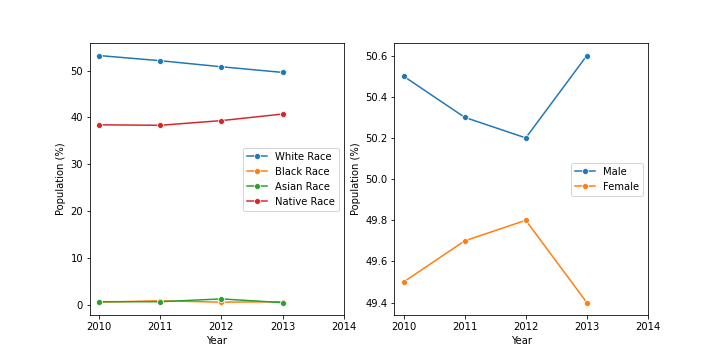 50
40
30
20
10
0
Population (%)
2010 2011 2012 2013 2014
Year
White Race
Black Race
Asian Race
Native Race
50.6
50.4
50.2
50.0
49.8
49.6
49.4
Population (%)
2010 2011 2012 2013 2014
Year
Male
Female